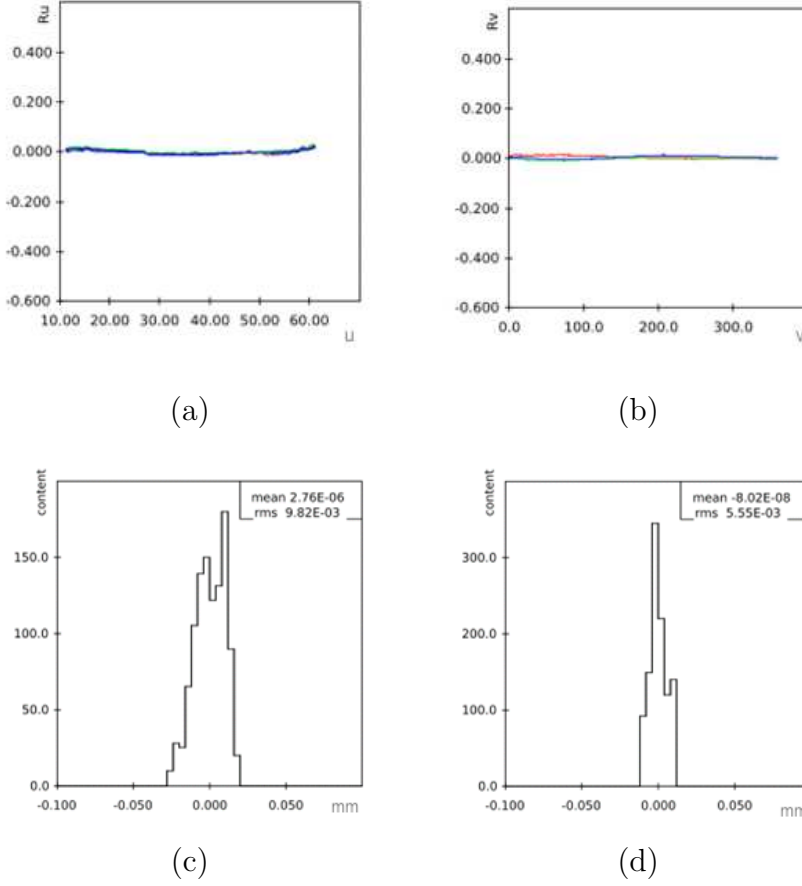 Ru
0.400
0.200
0.000
-0.200
-0.400
-0.600
10.00 20.00 30.00 40.00 50.00 60.00
u
(a)
Rv
0.400
0.200
0.000
-0.200
-0.400
-0.600
0.0 100.0 200.0 300.0
v
(b)
content
mean 2.76E-06
rms 9.82E-03
150.0
100.0
50.0
0.0
-0.100 -0.050 0.000 0.050
mm
(c)
content
mean -8.02E-08
rms 5.55E-03
300.0
200.0
100.0
0.0
-0.100 -0.050 0.000 0.050
mm
(d)